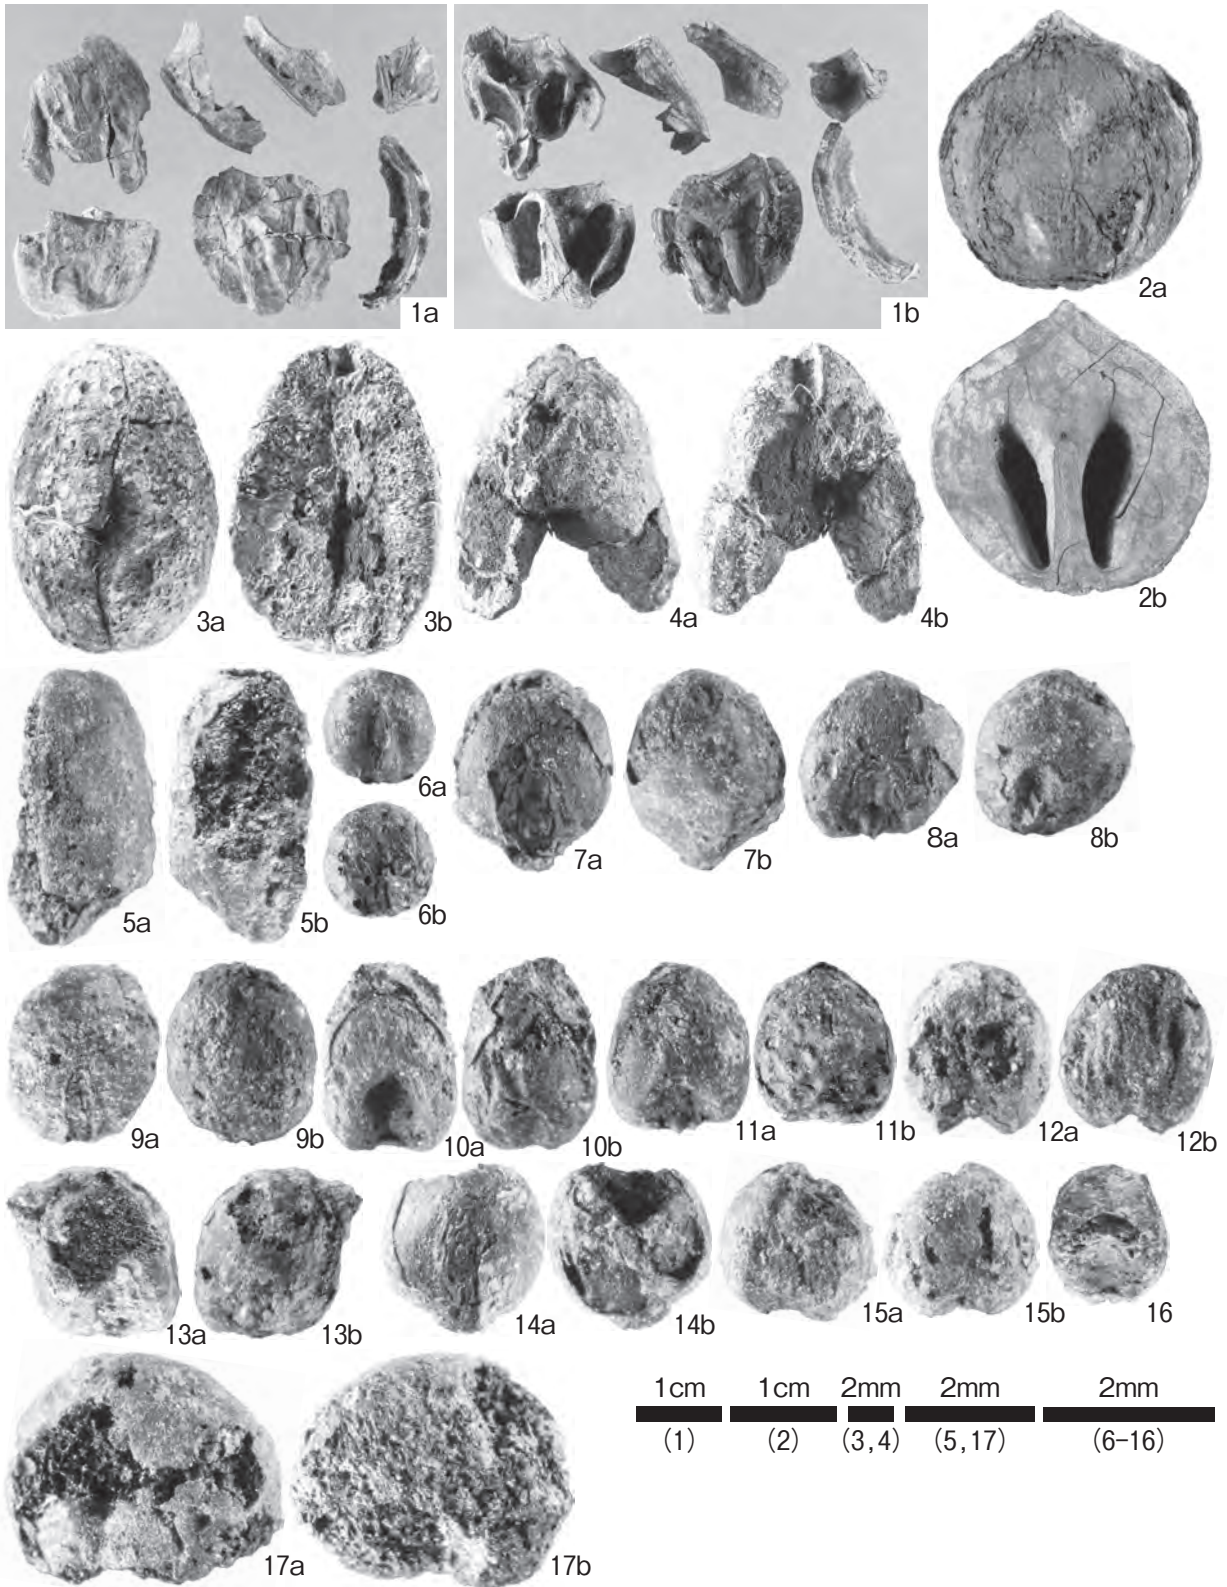 1a
1b
2a
2b
3a
3b
4a
4b
5a
5b
6a
6b
7a
7b
8a
8b
9a
9b
10a
10b
11a
11b
12a
12b
13a
13b
14a
14b
15a
15b
16
17a
17b
1cm 1cm 2mm 2mm 2mm
(1) (2) (3,4) (5,17) (6-16)